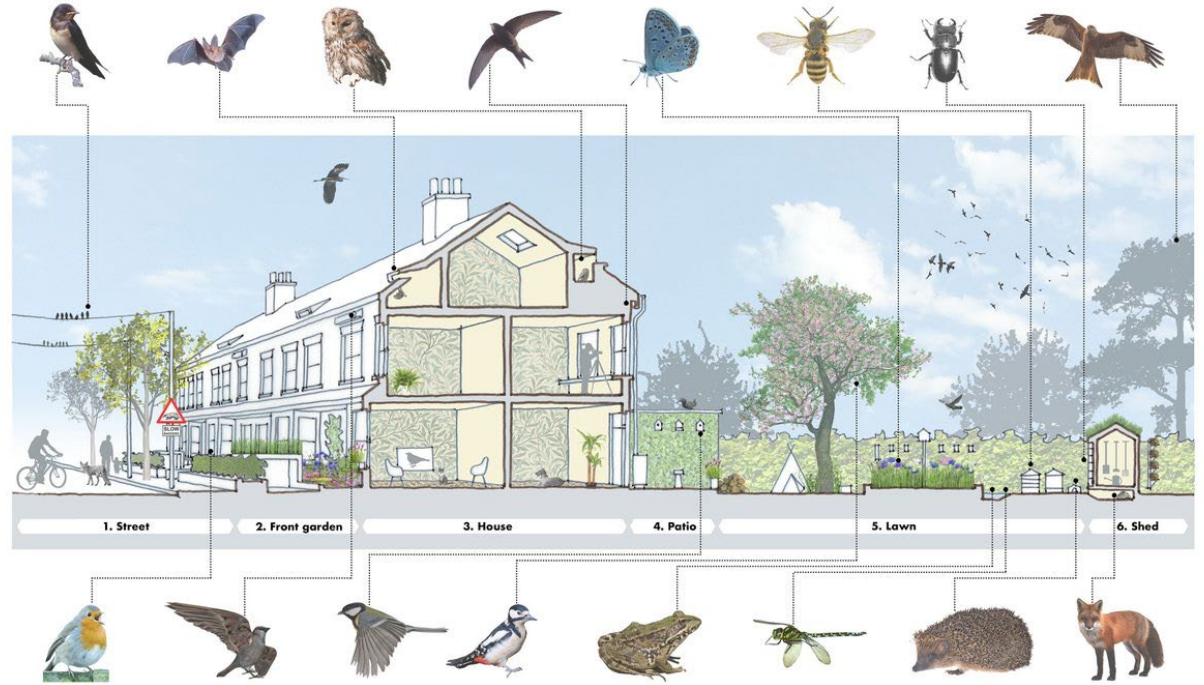 SLOW
1. Street
2. Front garden
3. House
4. Patio
5. Lawn
6. Shed